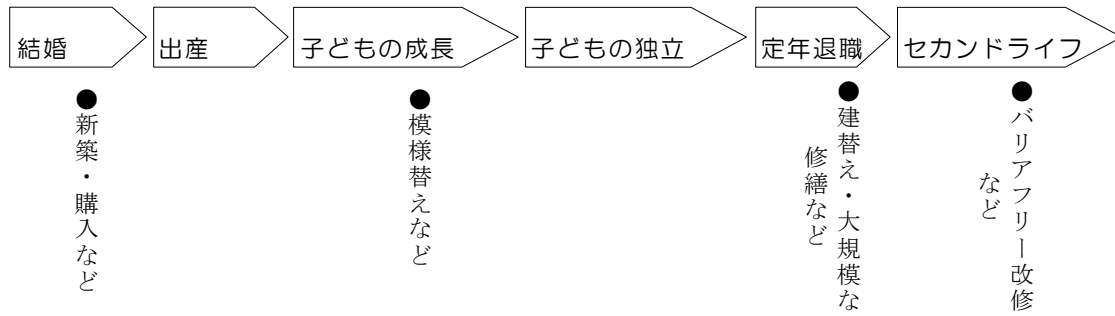 結婚
出産
子どもの成長
子どもの独立
定年退職
セカンドライフ
●新築・購入など
●模様替えなど
●建替え・大規模な
修繕など
●バリアフリー改修
など